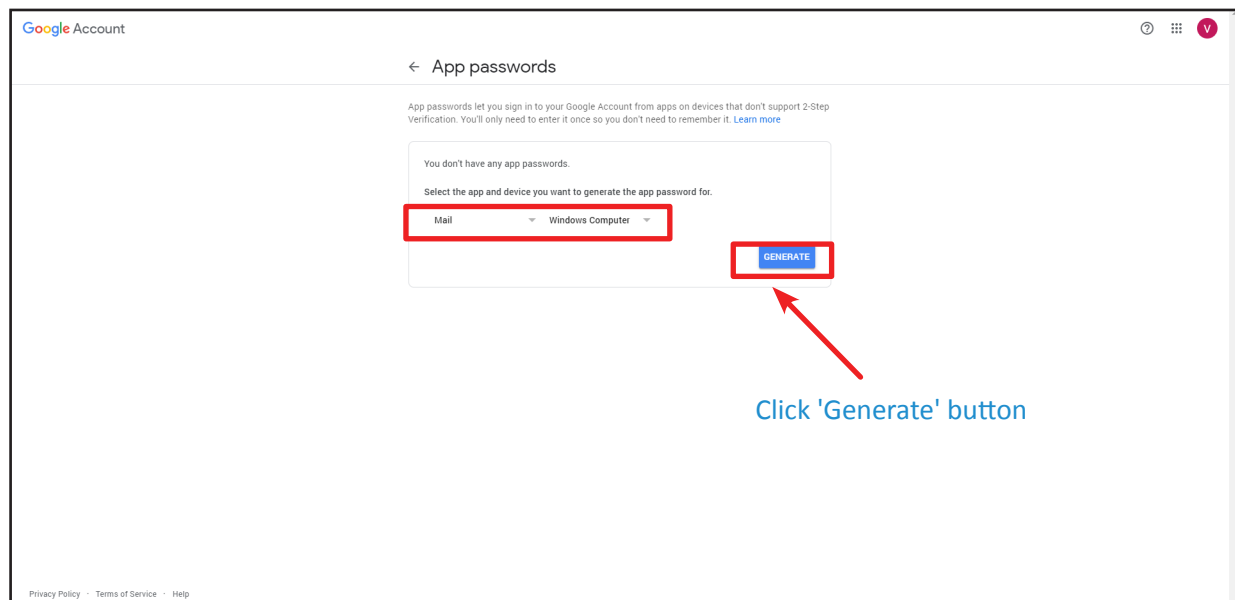 Google Account
V
App passwords
App passwords let you sign in to your Google Account from apps on devices that don't support 2-Step
Verification. You'll only need to enter it once so you don't need to remember it. Learn more
You don't have any app passwords.
Select the app and device you want to generate the app password for.
Mail Windows Computer
GENERATE
Click 'Generate' button
Privacy Policy · Terms of Service · Help